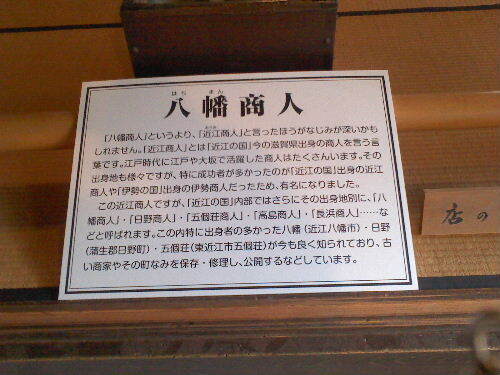 はち まん
八幡商人
「八幡商人」というより、「近江商人」と言ったほうがなじみが深いかも
しれません。「近江商人」とは「近江の国」今の滋賀県出身の商人を言う言
葉です。江戸時代に江戸や大坂で活躍した商人はたくさんいます。その
出身地も様々ですが、特に成功者が多かったのが「近江の国」出身の近江
商人や「伊勢の国」出身の伊勢商人だったため、有名になりました。
この近江商人ですが、「近江の国」内部ではさらにその出身地別に、「八
幡商人」・「日野商人」・「五個荘商人」・「高島商人」・「長浜商人」……な
どと呼ばれます。この内特に出身者の多かった八幡（近江八幡市）・日野
（蒲生郡日野町）・五個荘（東近江市五個荘）が今も良く知られており、古
い商家やその町なみを保存・修理し、公開するなどしています。
店の